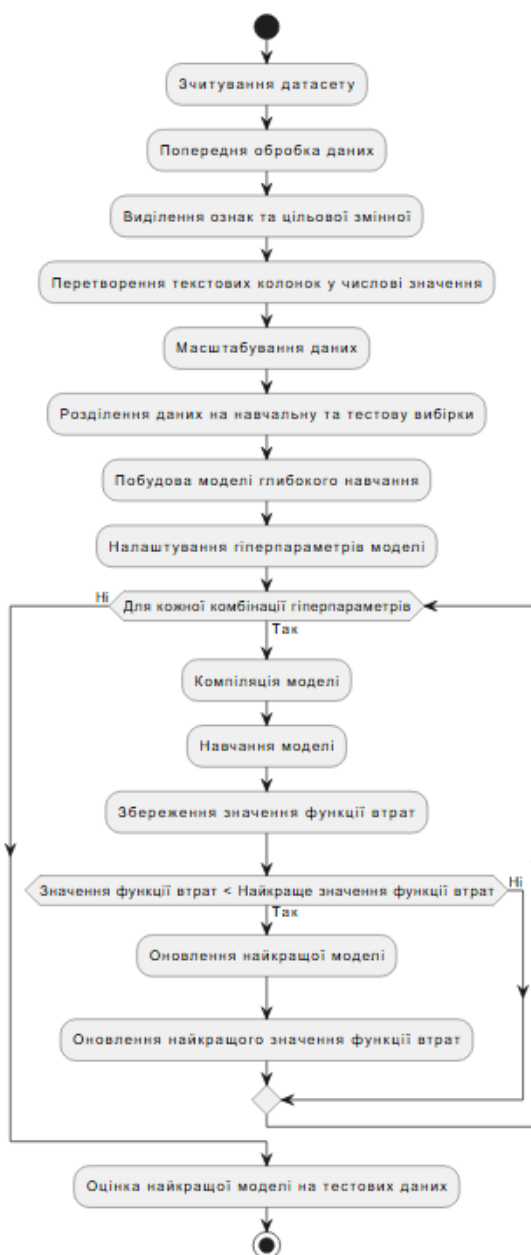 Зчитування датасету
Попередня обробка даних
Виділення ознак та цільової змінної
Перетворення текстових колонок у числові значення
Масштабування даних
Розділення даних на навчальну та тестову вибірки
Побудова моделі глибокого навчання
Налаштування гіперпараметрів моделі
Ні
Для кожної комбінації гіперпараметрів
Так
Компіляція моделі
Навчання моделі
Збереження значення функції втрат
Значення функції втрат < Найкраще значення функції втрат
Ні
Так
Оновлення найкращої моделі
Оновлення найкращого значення функції втрат
Оцінка найкращої моделі на тестових даних